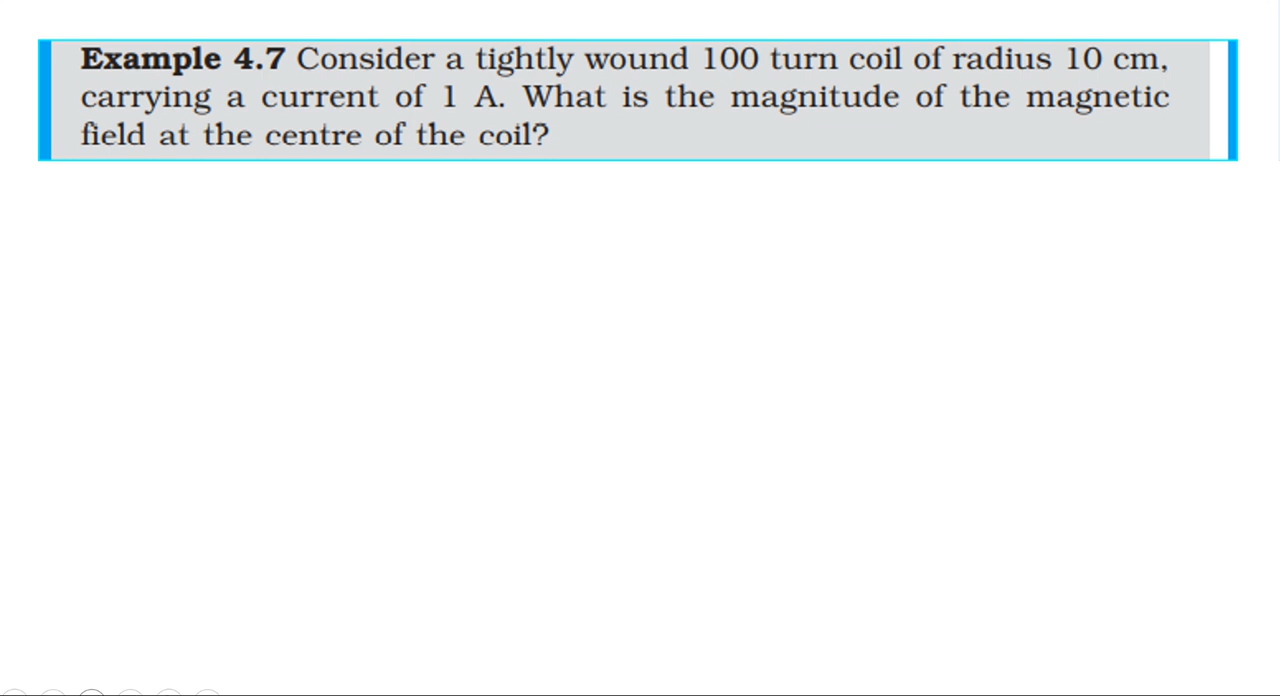 Example 4.7 Consider a tightly wound 100 turn coil of radius 10 cm,
carrying a current of 1 A. What is the magnitude of the magnetic
field at the centre of the coil?